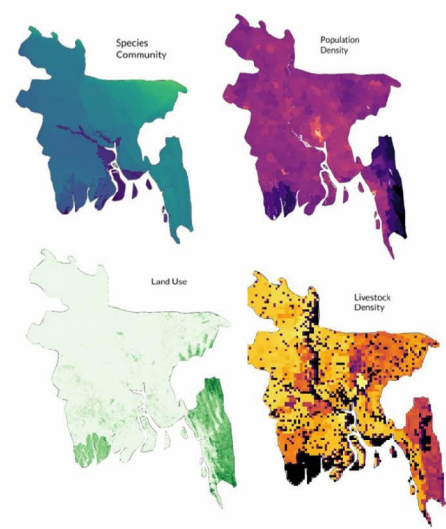 Species
Community
Population
Density
Land Use
Livestock
Density